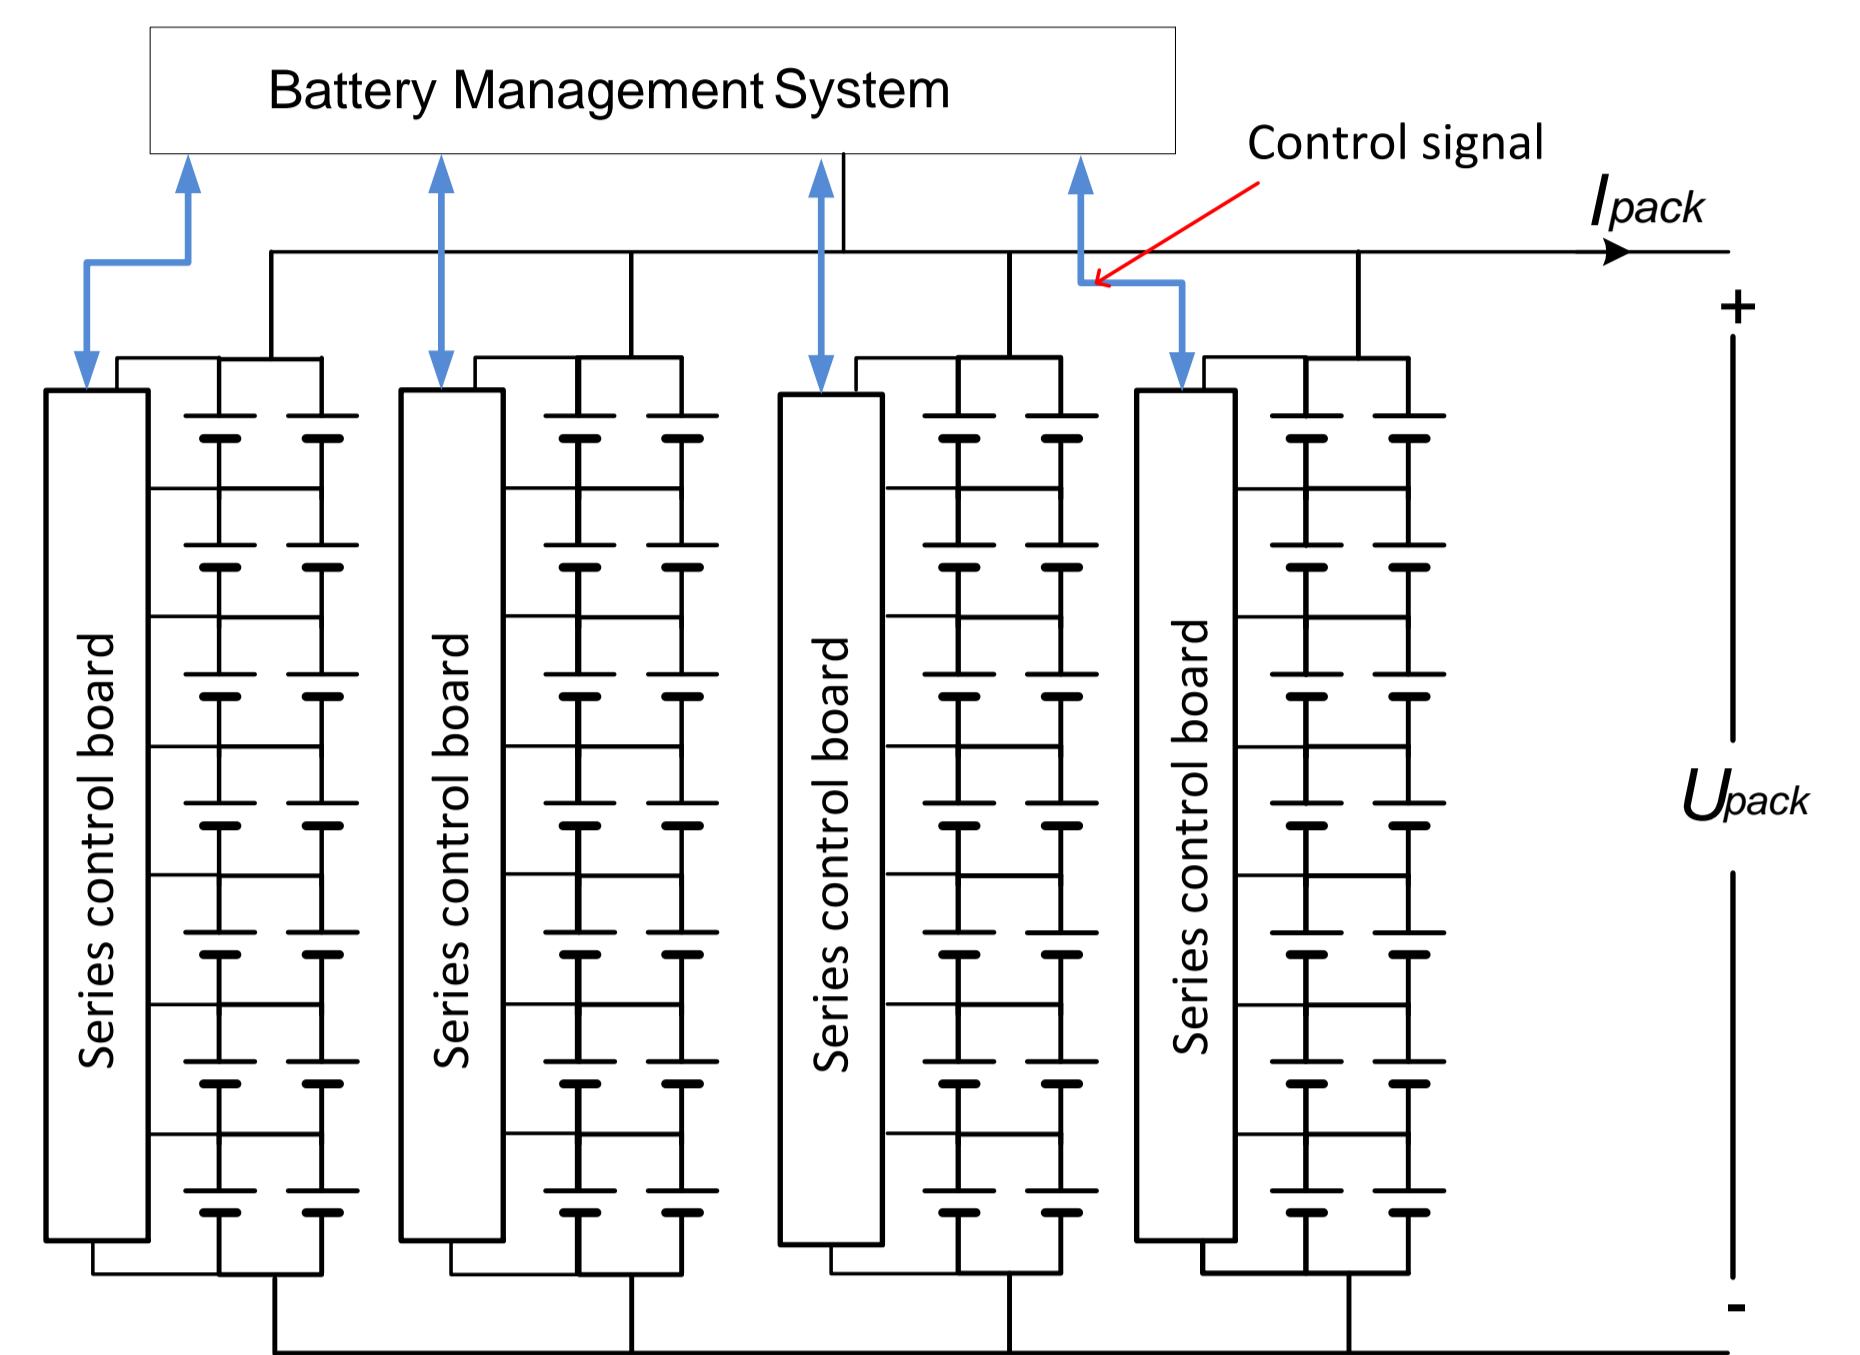 Battery Management System
Control signal
Ipack
+
Series control board
Series control board
Series control board
Series control board
Upack
-